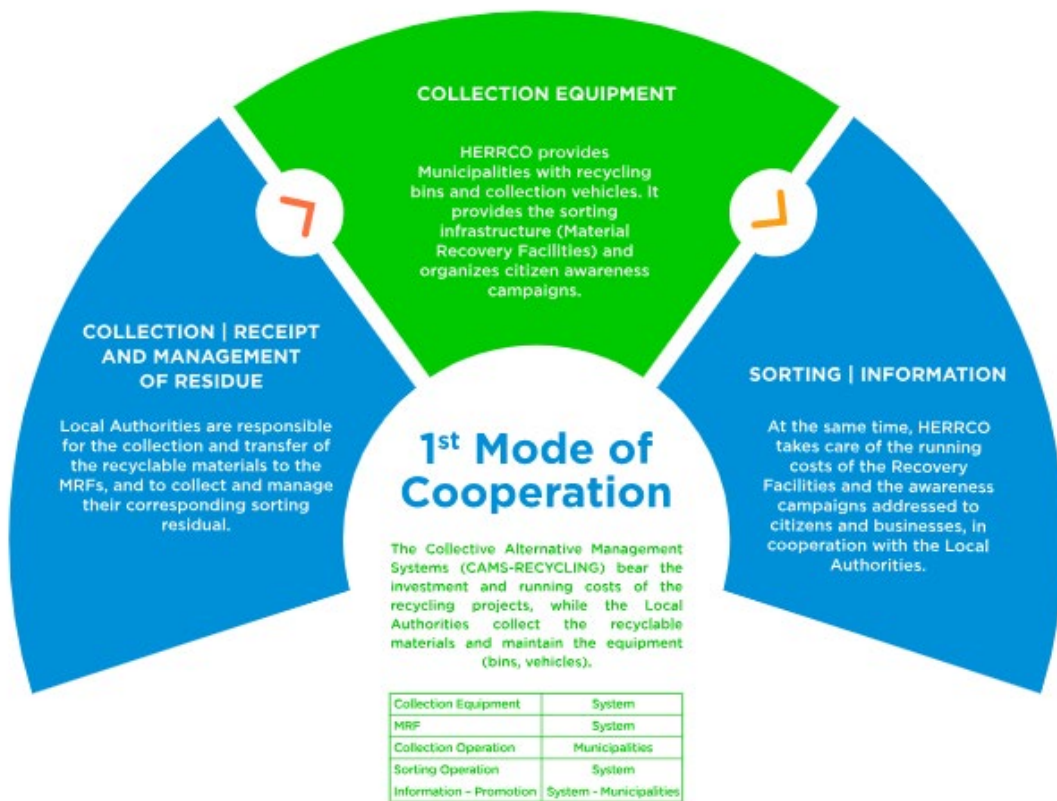 COLLECTION EQUIPMENT
HERRCO provides
Municipalities with recycling
bins and collection vehicles. It
provides the sorting
infrastructure (Material
Recovery Facilities) and
organizes citizen awareness
campaigns.
COLLECTION | RECEIPT
AND MANAGEMENT
OF RESIDUE
Local Authorities are responsible
for the collection and transfer of
the recyclable materials to the
MRFs, and to collect and manage
their corresponding sorting
residual.
SORTING | INFORMATION
At the same time, HERRCO
takes care of the running
costs of the Recovery
Facilities and the awareness
campaigns addressed to
citizens and businesses, in
cooperation with the Local
Authorities.
1st Mode of
Cooperation
The Collective Alternative Management
Systems (CAMS-RECYCLING) bear the
investment and running costs of the
recycling projects, while the Local
Authorities collect the recyclable
materials and maintain the equipment
(bins, vehicles).
Collection Equipment System
MRF System
Collection Operation Municipalities
Sorting Operation System
Information – Promotion System - Municipalities